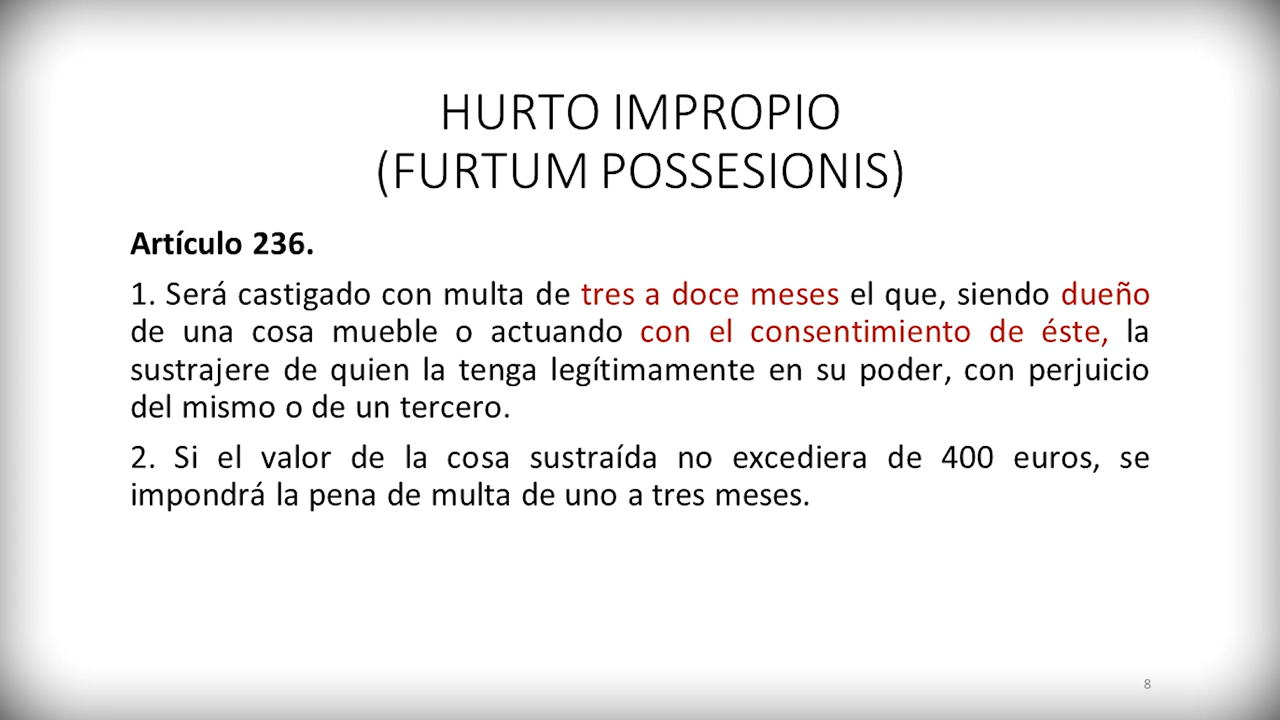 HURTO IMPROPIO
(FURTUM POSSESIONIS)
Artículo 236.
1. Será castigado con multa de tres a doce meses el que, siendo dueño
de una cosa mueble o actuando con el consentimiento de éste, la
sustrajere de quien la tenga legítimamente en su poder, con perjuicio
del mismo o de un tercero.
2. Si el valor de la cosa sustraída no excediera de 400 euros, se
impondrá la pena de multa de uno a tres meses.
8